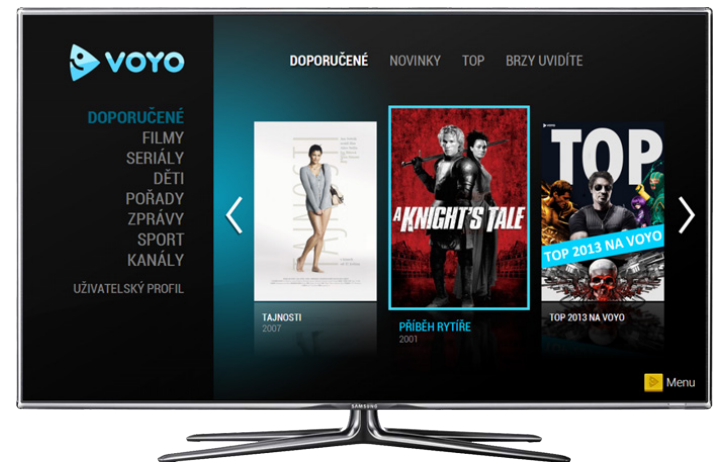 VOYO
DOPORUČENÉ
FILMY
SERIÁLY
DĚTI
POŘADY
ZPRÁVY
SPORT
KANÁLY
UŽIVATELSKÝ PROFIL
DOPORUČENÉ NOVINKY TOP BRZY UVIDÍTE
TAJNOSTI
TAJNOSTI
2007
A KNIGHT'S TALE
PŘÍBĚH RYTÍŘE
2001
TOP
TOP 2013 NA VOYO
TOP 2013 NA VOYO
Menu
SAMSUNG